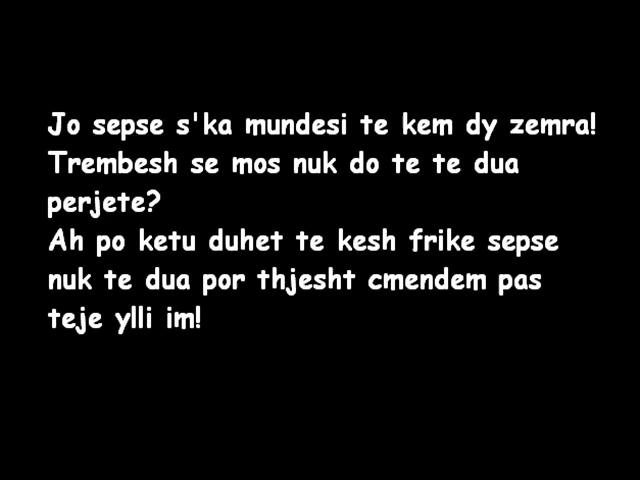 Jo sepse s'ka mundesi te kem dy zemra!
Trembesh se mos nuk do te te dua
perjete?
Ah po ketu duhet te kesh frike sepse
nuk te dua por thjesht cmendem pas
teje ylli im!